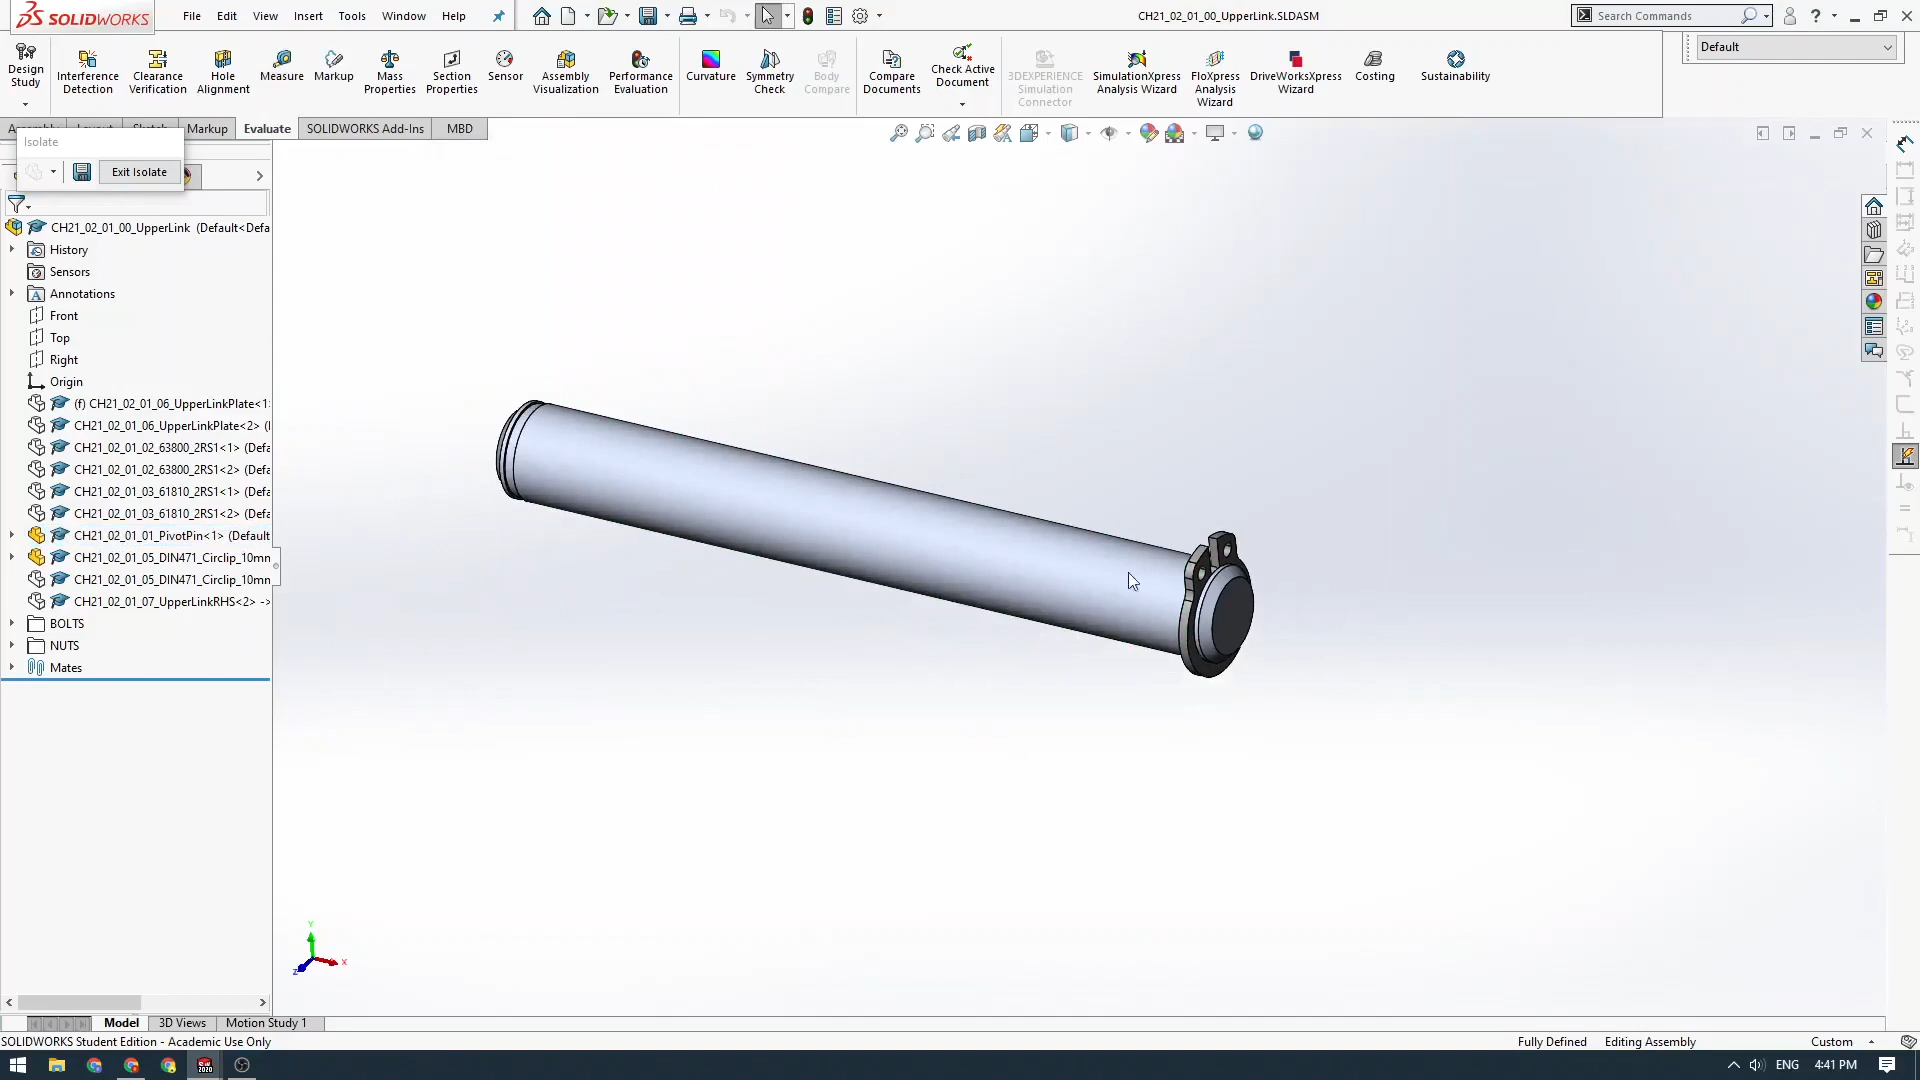 SOLIDWORKS
File Edit View Insert Tools Window Help
CH21_02_01_00_UpperLink.SLDASM
Search Commands
Default
Design Study
Interference Detection
Clearance Verification
Hole Alignment
Measure
Markup
Mass Properties
Section Properties
Sensor
Assembly Visualization
Performance Evaluation
Curvature
Symmetry Check
Body Compare
Compare Documents
Check Active Document
3DEXPERIENCE Simulation Connector
SimulationXpress Analysis Wizard
FloXpress Analysis Wizard
DriveWorksXpress Wizard
Costing
Sustainability
Markup Evaluate SOLIDWORKS Add-Ins MBD
Isolate
Exit Isolate
CH21_02_01_00_UpperLink (Default<Defa
History
Sensors
Annotations
Front
Top
Right
Origin
(f) CH21_02_01_06_UpperLinkPlate<1
CH21_02_01_06_UpperLinkPlate<2> (
CH21_02_01_02_63800_2RS1<1> (Defa
CH21_02_01_02_63800_2RS1<2> (Defa
CH21_02_01_03_61810_2RS1<1> (Defa
CH21_02_01_03_61810_2RS1<2> (Defa
CH21_02_01_01_PivotPin<1> (Default
CH21_02_01_05_DIN471_Circlip_10mm
CH21_02_01_05_DIN471_Circlip_10mm
CH21_02_01_07_UpperLinkRHS<2> ->
BOLTS
NUTS
Mates
Y
X
Z
Model 3D Views Motion Study 1
SOLIDWORKS Student Edition - Academic Use Only
Fully Defined Editing Assembly Custom
ENG 4:41 PM